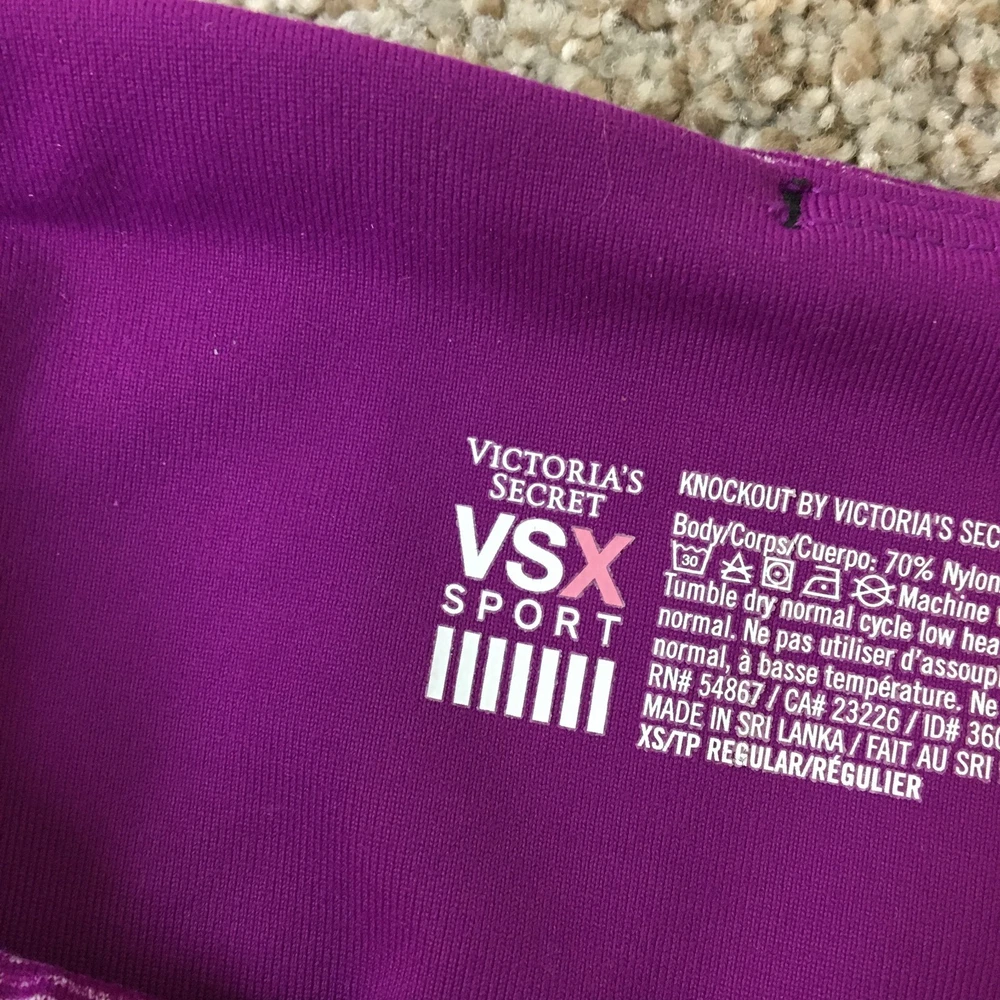 VICTORIA'S
SECRET
VSX
SPORT
KNOCKOUT BY VICTORIA'S SEC
Body/Corps/Cuerpo: 70% Nylon
30
Machine
Tumble dry normal cycle low hea
normal. Ne pas utiliser d'assoupl
normal, à basse température. Ne
RN# 54867 / CA# 23226 / ID# 360
MADE IN SRI LANKA / FAIT AU SRI
XS/TP REGULAR/RÉGULIER